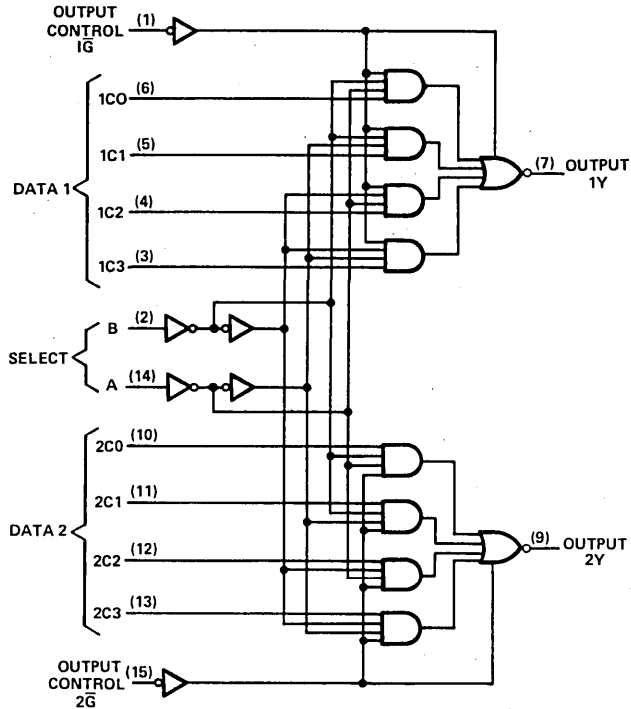 OUTPUT
CONTROL
1G̅
(1)
1C0
(6)
1C1
(5)
DATA 1
1C2
(4)
1C3
(3)
(7)
OUTPUT
1Y
B
(2)
SELECT
A
(14)
2C0
(10)
2C1
(11)
DATA 2
2C2
(12)
2C3
(13)
(9)
OUTPUT
2Y
OUTPUT
CONTROL
2G̅
(15)